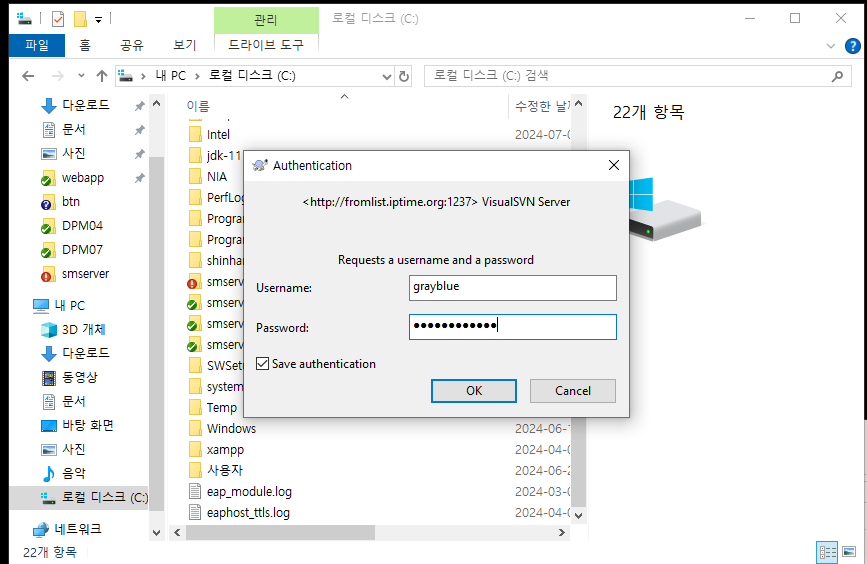 관리
로컬 디스크 (C:)
파일
홈
공유
보기
드라이브 도구
내 PC
로컬 디스크 (C:)
로컬 디스크 (C:) 검색
다운로드
문서
사진
webapp
btn
DPM04
DPM07
smserver
내 PC
3D 개체
다운로드
동영상
문서
바탕 화면
사진
음악
로컬 디스크 (C:)
네트워크
22개 항목
이름
수정한 날
Intel
2024-07-0
jdk-11
NIA
PerfLog
Program
Program
shinhan
smserv
smserv
smserv
smserv
SWSet
system
Temp
Windows
2024-06-1
xampp
2024-04-0
사용자
2024-06-2
eap_module.log
2024-03-0
eaphost_ttls.log
2024-04-0
22개 항목
Authentication
<http://fromlist.iptime.org:1237> VisualSVN Server
Requests a username and a password
Username:
grayblue
Password:
●●●●●●●●●●●●
Save authentication
OK
Cancel